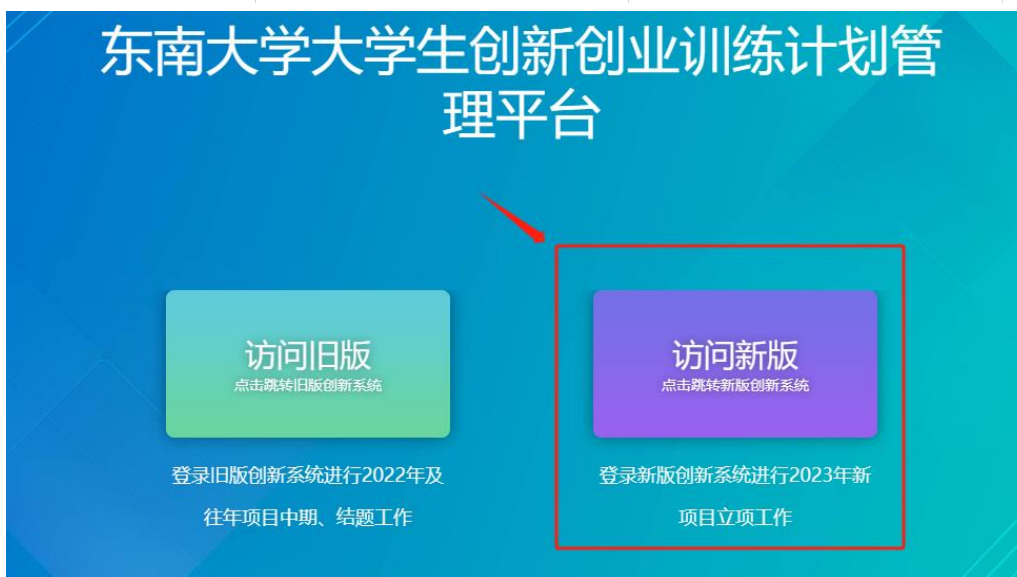 东南大学大学生创新创业训练计划管
理平台
访问旧版
点击跳转旧版创新系统
登录旧版创新系统进行2022年及
往年项目中期、结题工作
访问新版
点击跳转新版创新系统
登录新版创新系统进行2023年新
项目立项工作